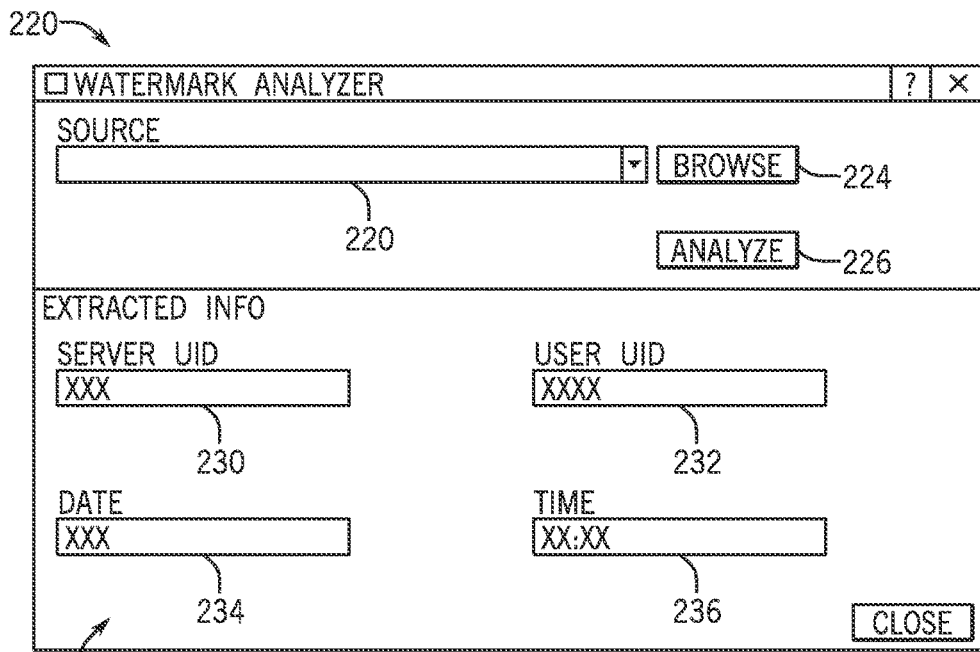 220
WATERMARK ANALYZER ? ×
SOURCE
BROWSE 224
220
ANALYZE 226
EXTRACTED INFO
SERVER UID USER UID
XXX XXXX
230 232
DATE TIME
XXX XX:XX
234 236
CLOSE